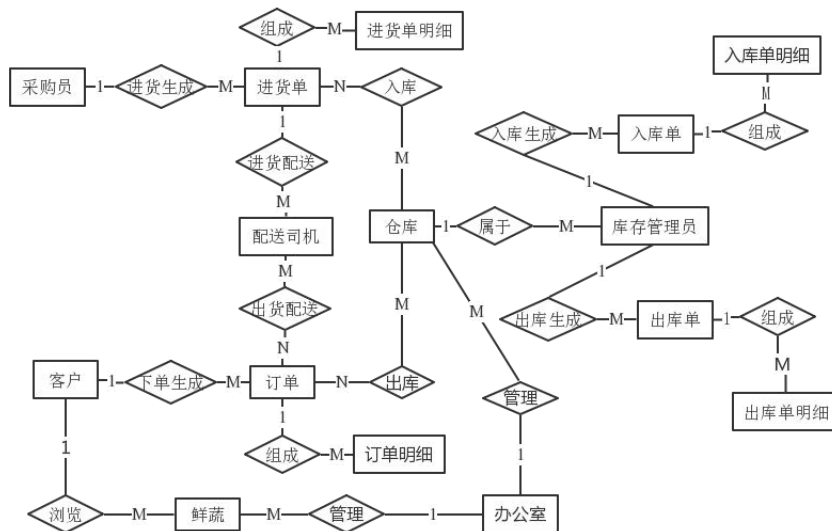 组成
M
进货单明细
1
采购员
1
进货生成
M
进货单
N
入库
入库单明细
M
入库生成
M
入库单
1
组成
1
进货配送
M
M
1
配送司机
仓库
1
属于
M
库存管理员
M
M
M
1
出货配送
出库生成
M
出库单
1
组成
N
M
客户
1
下单生成
M
订单
N
出库
管理
出库单明细
1
1
组成
M
订单明细
1
浏览
M
鲜蔬
M
管理
1
办公室